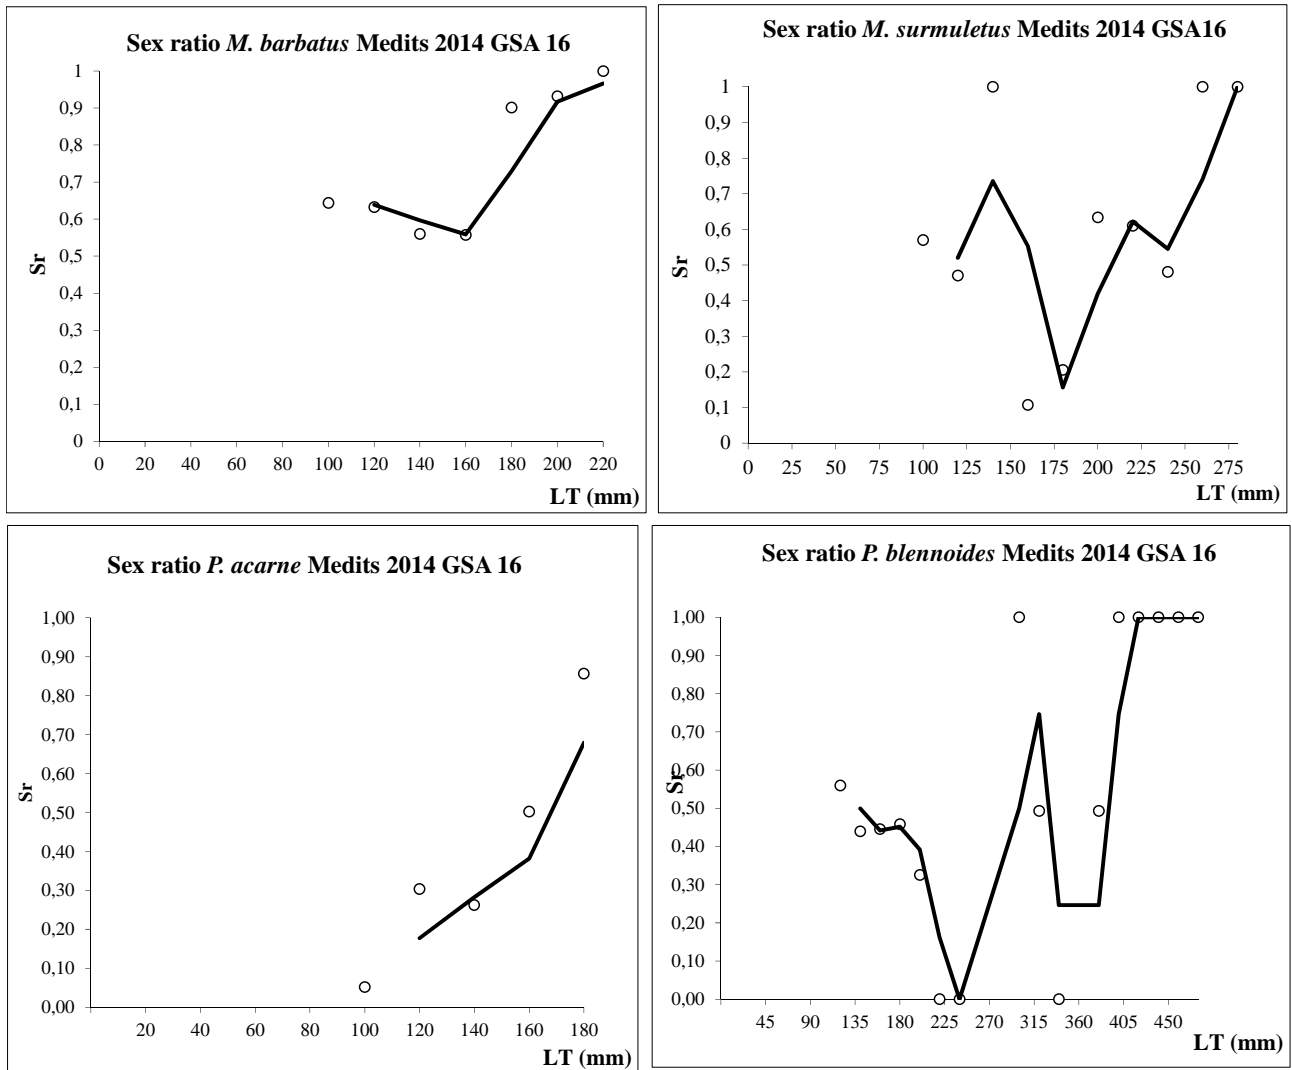 Sex ratio M. barbatus Medits 2014 GSA 16
1
0,9
0,8
0,7
0,6
0,5
0,4
0,3
0,2
0,1
0
Sr
0 20 40 60 80 100 120 140 160 180 200 220
LT (mm)
Sex ratio M. surmuletus Medits 2014 GSA16
1
0,9
0,8
0,7
0,6
0,5
0,4
0,3
0,2
0,1
0
Sr
0 25 50 75 100 125 150 175 200 225 250 275
LT (mm)
Sex ratio P. acarne Medits 2014 GSA 16
1,00
0,90
0,80
0,70
0,60
0,50
0,40
0,30
0,20
0,10
0,00
Sr
20 40 60 80 100 120 140 160 180
LT (mm)
Sex ratio P. blennoides Medits 2014 GSA 16
1,00
0,90
0,80
0,70
0,60
0,50
0,40
0,30
0,20
0,10
0,00
Sr
45 90 135 180 225 270 315 360 405 450
LT (mm)